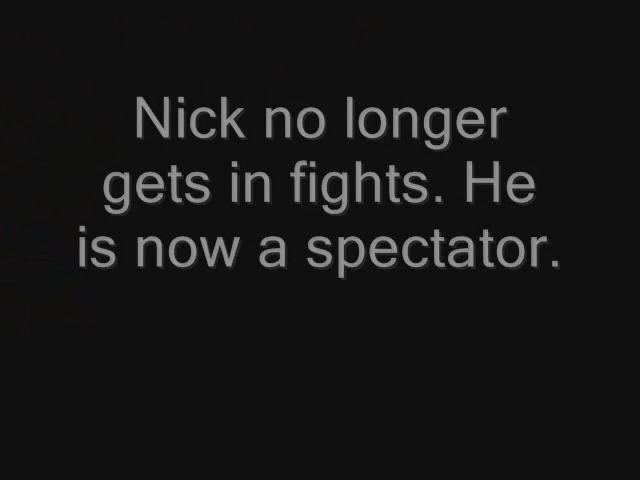 Nick no longer
gets in fights. He
is now a spectator.